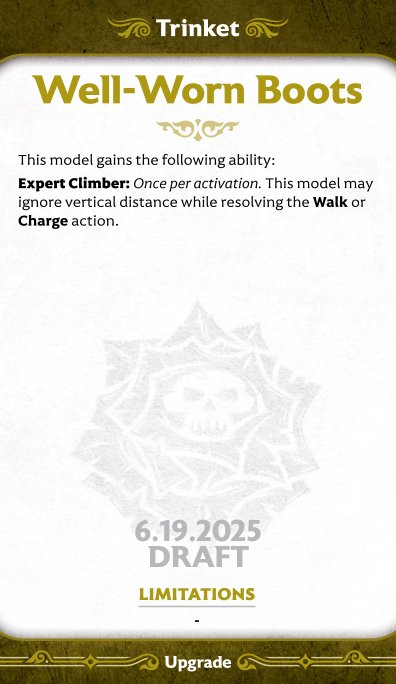 Trinket
Well-Worn Boots
This model gains the following ability:
Expert Climber: Once per activation. This model may
ignore vertical distance while resolving the Walk or
Charge action.
6.19.2025
DRAFT
LIMITATIONS
-
Upgrade